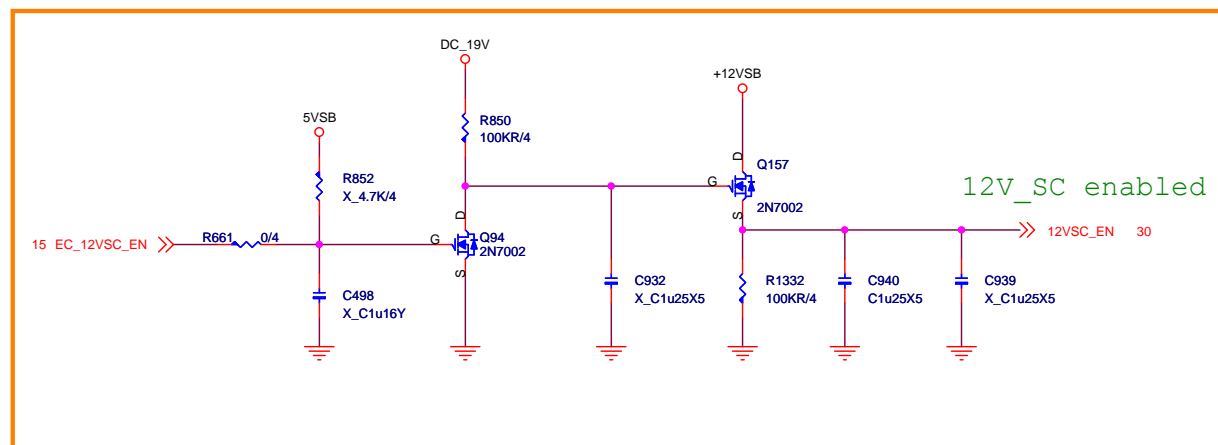 DC_19V
+12VSB
5VSB
R850
100KR/4
D
Q157
R852
X_4.7K/4
G
2N7002
12V_SC enabled
D
S
15 EC_12VSC_EN
R661
0/4
G
Q94
2N7002
12VSC_EN 30
S
C498
X_C1u16Y
C932
X_C1u25X5
R1332
100KR/4
C940
C1u25X5
C939
X_C1u25X5